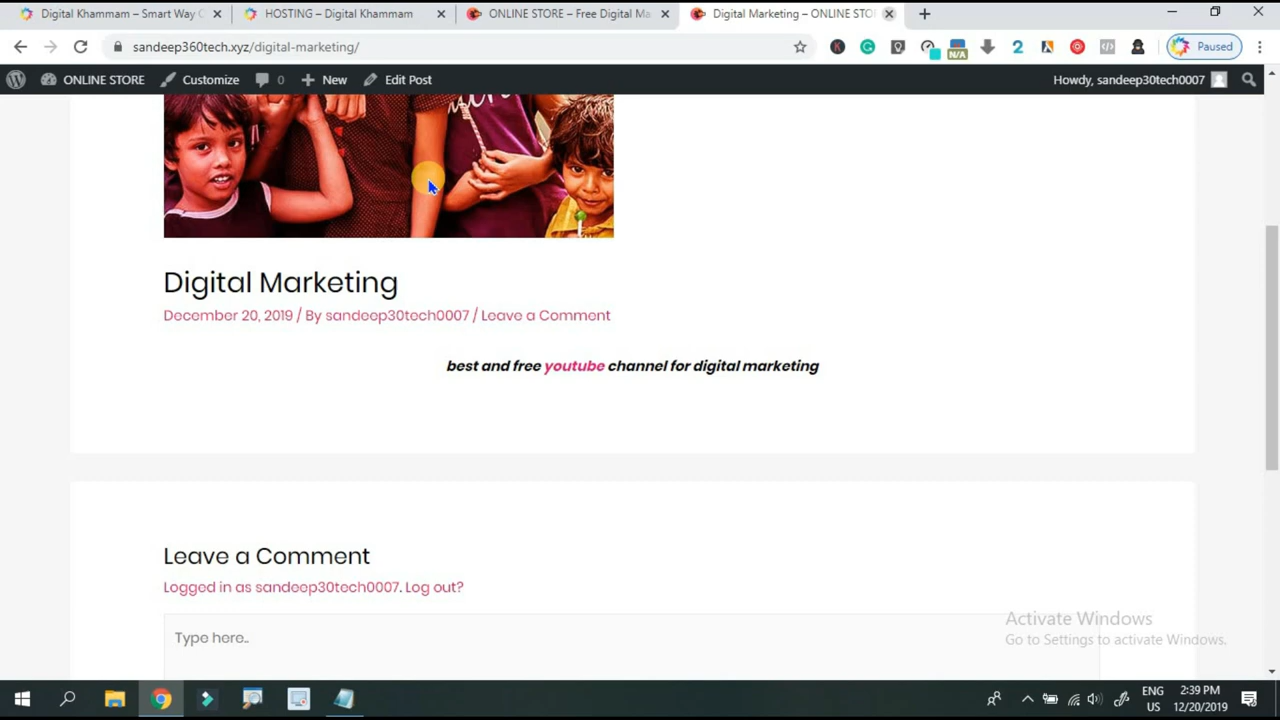 Digital Khammam – Smart Way O
HOSTING – Digital Khammam
ONLINE STORE – Free Digital Ma
Digital Marketing – ONLINE STO
sandeep360tech.xyz/digital-marketing/
N/A
2
Paused
ONLINE STORE
Customize
0
New
Edit Post
Howdy, sandeep30tech0007
Digital Marketing
December 20, 2019 / By sandeep30tech0007 / Leave a Comment
best and free youtube channel for digital marketing
Leave a Comment
Logged in as sandeep30tech0007. Log out?
Type here..
Activate Windows
Go to Settings to activate Windows.
ENG
US
2:39 PM
12/20/2019